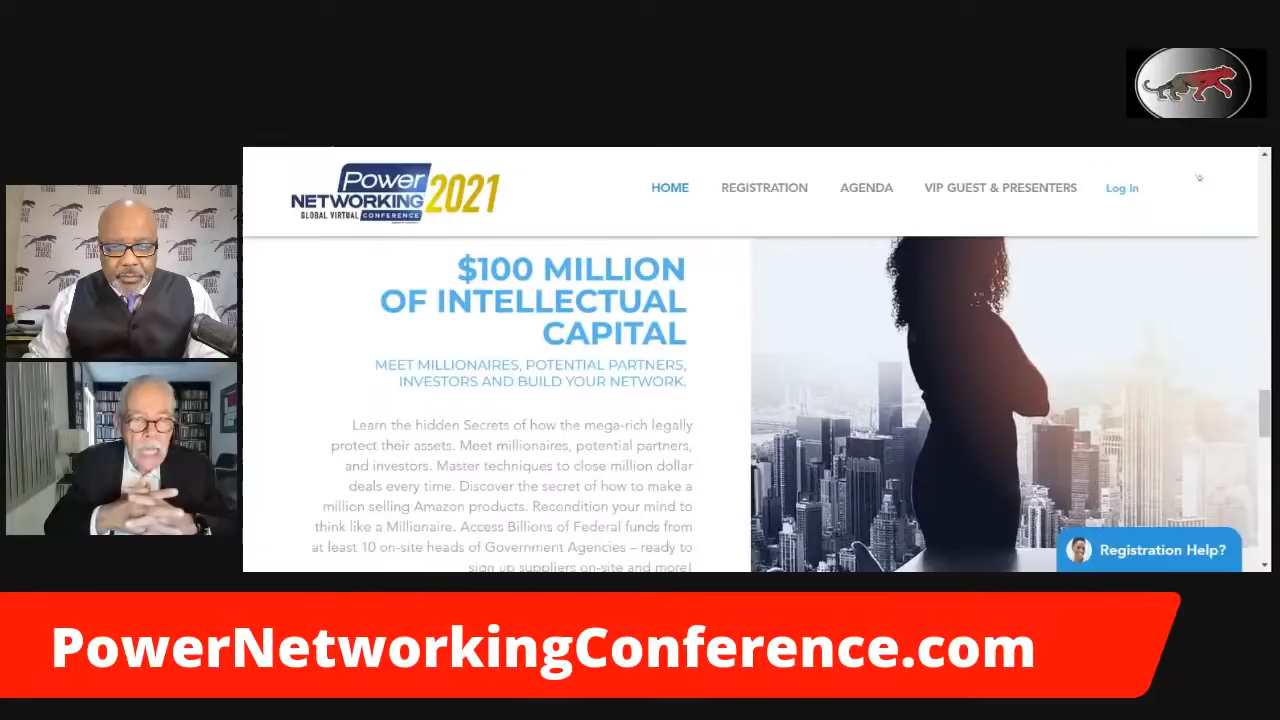 Power
NETWORKING
GLOBAL VIRTUAL CONFERENCE
2021
HOME
REGISTRATION
AGENDA
VIP GUEST & PRESENTERS
Log In
$100 MILLION
OF INTELLECTUAL
CAPITAL
MEET MILLIONAIRES, POTENTIAL PARTNERS,
INVESTORS AND BUILD YOUR NETWORK.
Learn the hidden Secrets of how the mega-rich legally
protect their assets. Meet millionaires, potential partners,
and investors. Master techniques to close million dollar
deals every time. Discover the secret of how to make a
million selling Amazon products. Recondition your mind to
think like a Millionaire. Access Billions of Federal funds from
at least 10 on-site heads of Government Agencies – ready to
sign up suppliers on-site and more!
Registration Help?
PowerNetworkingConference.com